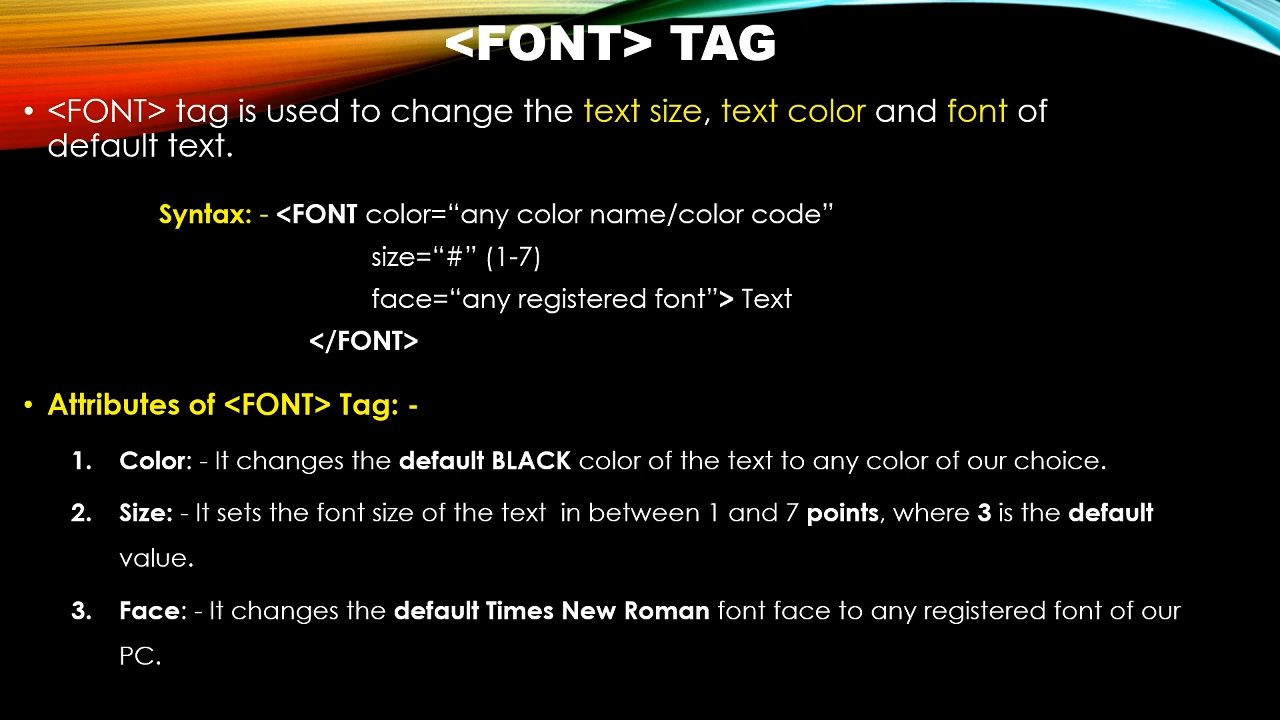 <FONT> TAG
• <FONT> tag is used to change the text size, text color and font of
default text.
Syntax: - <FONT color=“any color name/color code”
size=“#” (1-7)
face=“any registered font”> Text
</FONT>
• Attributes of <FONT> Tag: -
1. Color: - It changes the default BLACK color of the text to any color of our choice.
2. Size: - It sets the font size of the text  in between 1 and 7 points, where 3 is the default
value.
3. Face: - It changes the default Times New Roman font face to any registered font of our
PC.